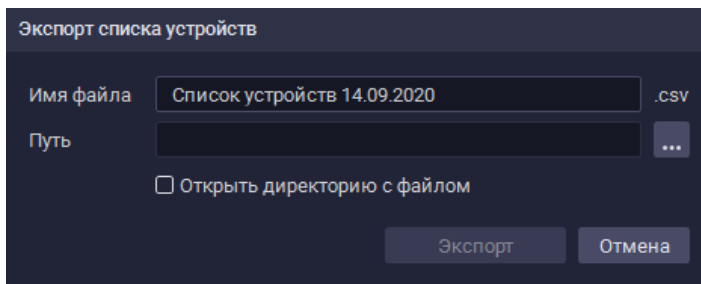 Экспорт списка устройств
Имя файла Список устройств 14.09.2020 .csv
Путь ...
Открыть директорию с файлом
Экспорт Отмена